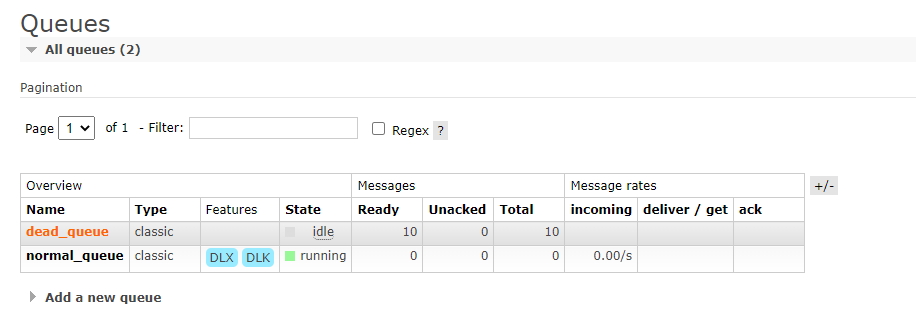 Queues
All queues (2)
Pagination
Page 1 of 1 - Filter: Regex ?
Overview Messages Message rates +/-
Name Type Features State Ready Unacked Total incoming deliver / get ack
dead_queue classic idle 10 0 10
normal_queue classic DLX DLK running 0 0 0 0.00/s
Add a new queue